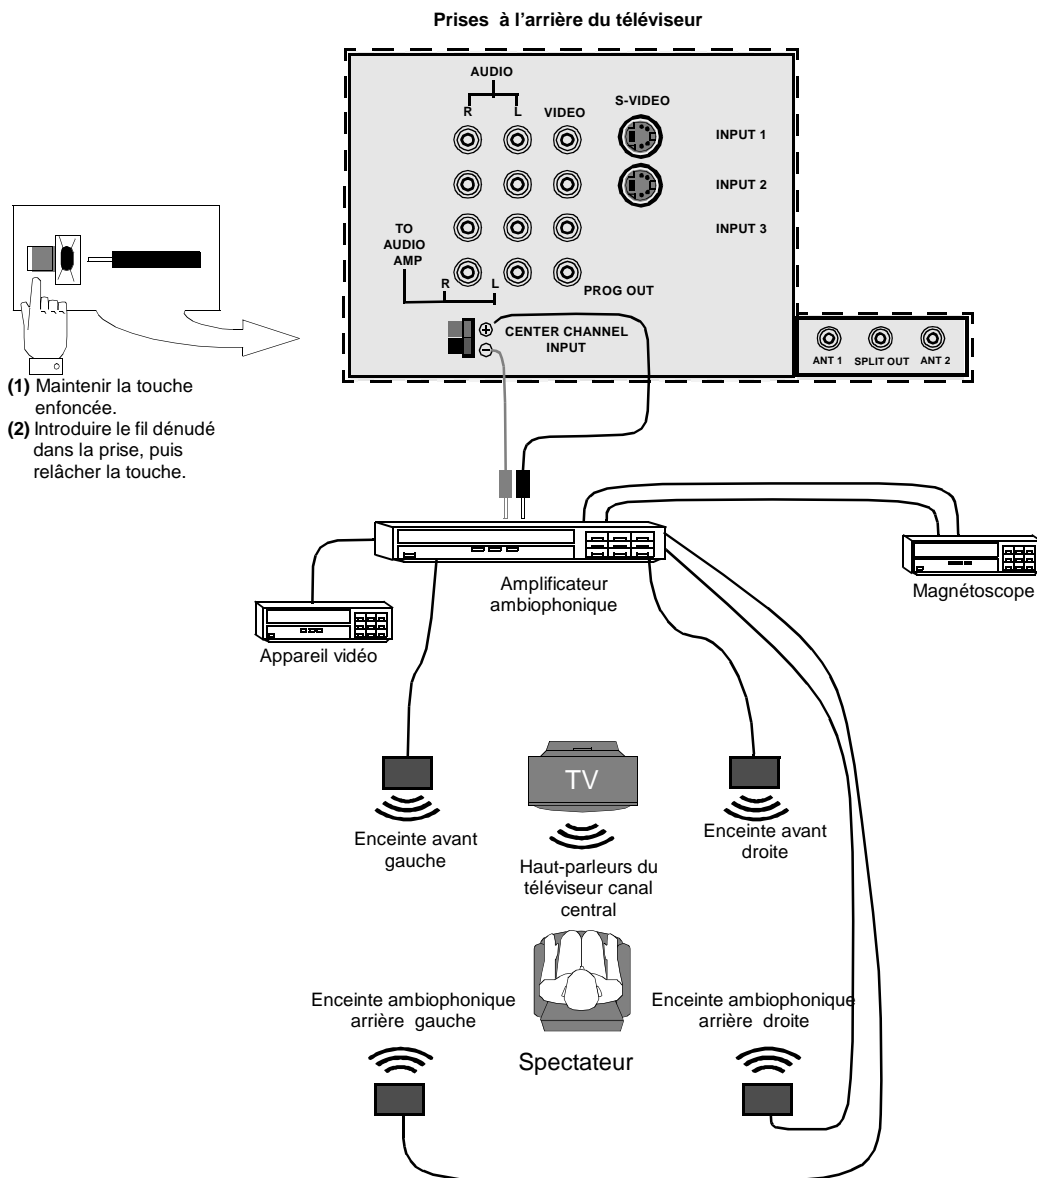 Prises à l’arrière du téléviseur
AUDIO
R L VIDEO
S-VIDEO
INPUT 1
INPUT 2
INPUT 3
TO
AUDIO
AMP
R L
PROG OUT
CENTER CHANNEL
INPUT
ANT 1 SPLIT OUT ANT 2
(1) Maintenir la touche
enfoncée.
(2) Introduire le fil dénudé
dans la prise, puis
relâcher la touche.
Amplificateur
ambiophonique
Magnétoscope
Appareil vidéo
TV
Enceinte avant
gauche
Haut-parleurs du
téléviseur canal
central
Enceinte avant
droite
Enceinte ambiophonique
arrière gauche
Enceinte ambiophonique
arrière droite
Spectateur